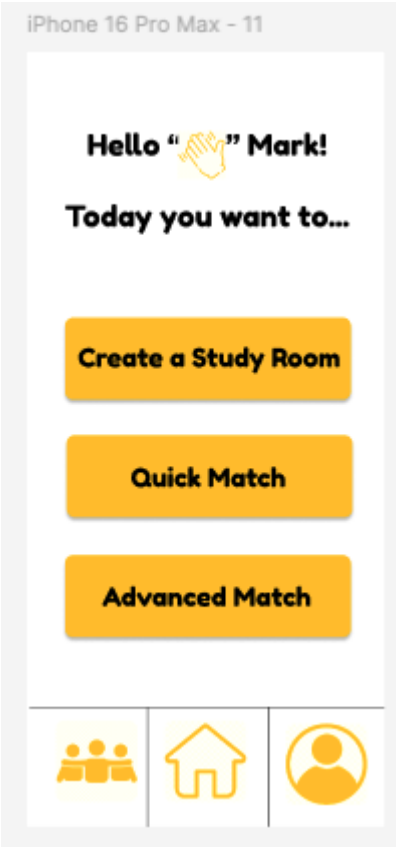 iPhone 16 Pro Max - 11
Hello “” Mark!
Today you want to...
Create a Study Room
Quick Match
Advanced Match